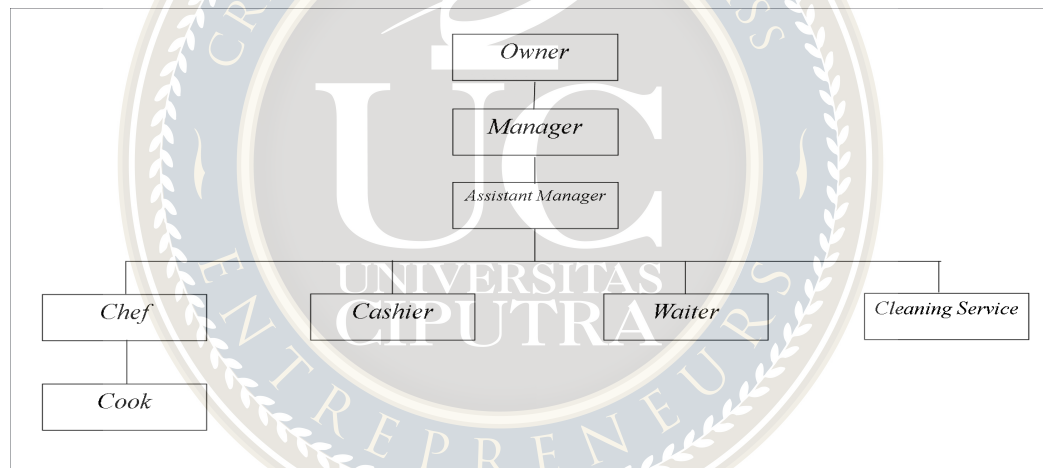 Owner
Manager
Assistant Manager
Chef
Cashier
Waiter
Cleaning Service
Cook
UC
UNIVERSITAS
CIPUTRA
ENTREPRENEURS